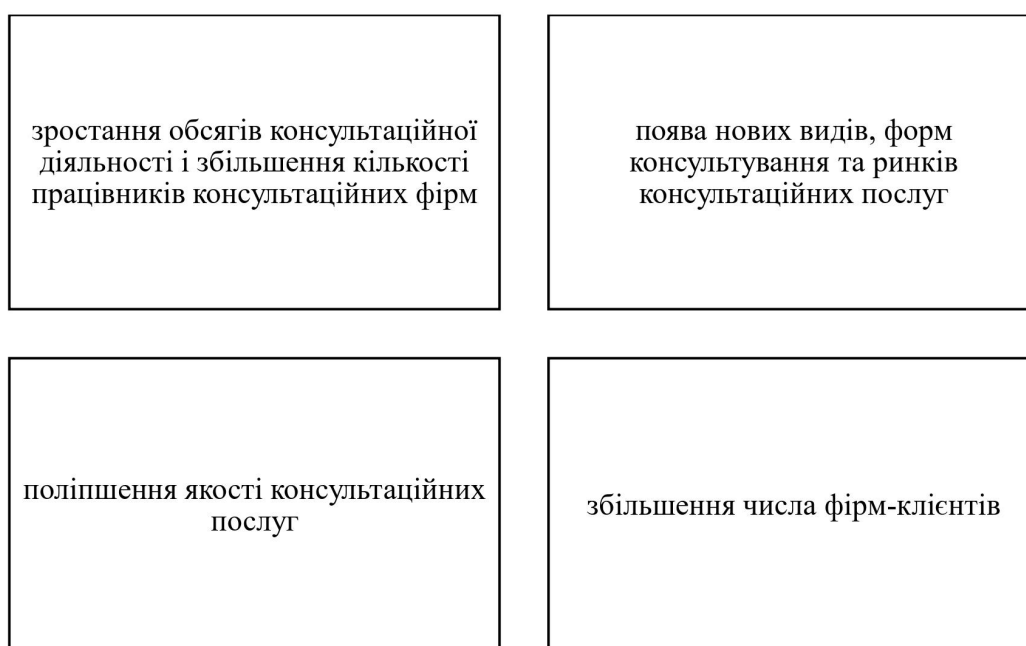 зростання обсягів консультаційної
діяльності і збільшення кількості
працівників консультаційних фірм
поява нових видів, форм
консультування та ринків
консультаційних послуг
поліпшення якості консультаційних
послуг
збільшення числа фірм-клієнтів